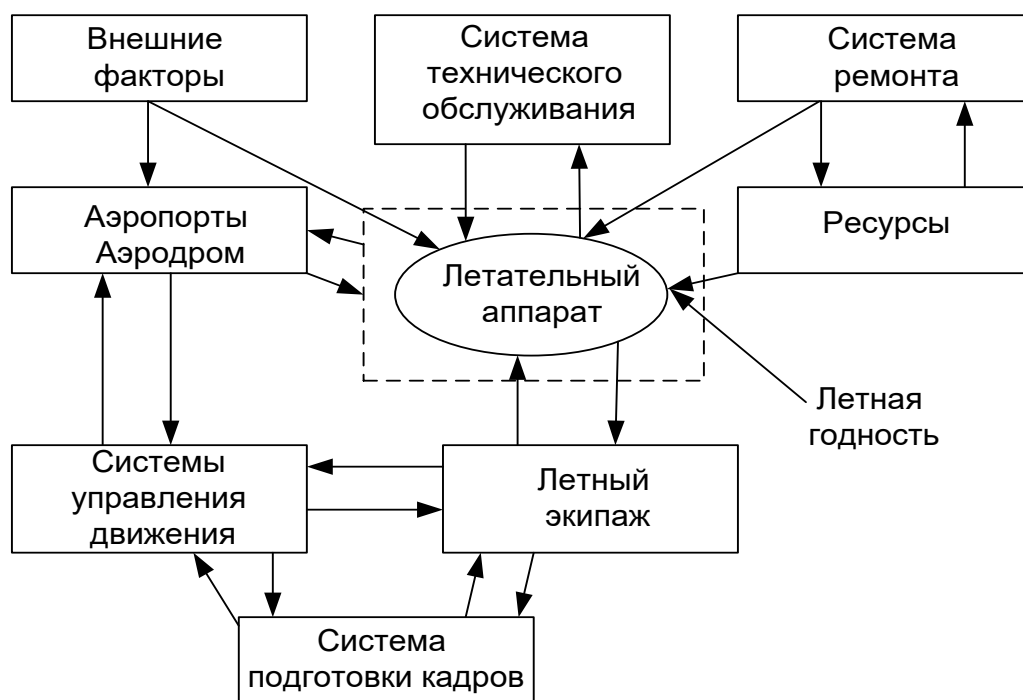 Внешние
факторы
Система
технического
обслуживания
Система
ремонта
Аэропорты
Аэродром
Летательный
аппарат
Ресурсы
Летная
годность
Системы
управления
движения
Летный
экипаж
Система
подготовки кадров